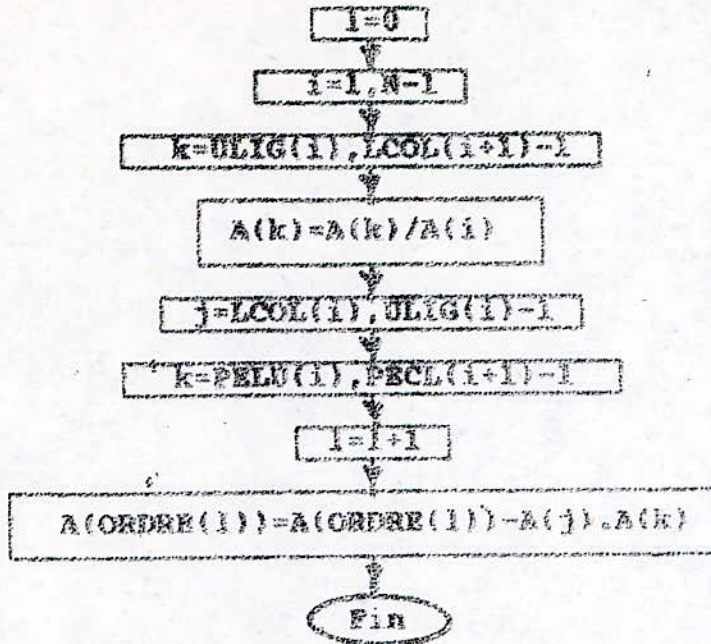 l=0
i=1,N-1
k=ULIG(i),LCOL(i+1)-1
A(k)=A(k)/A(i)
j=LCOL(i),ULIG(i)-1
k=PELU(i),PECL(i+1)-1
l=l+1
A(ORDRE(l))=A(ORDRE(l))-A(j).A(k)
Fin